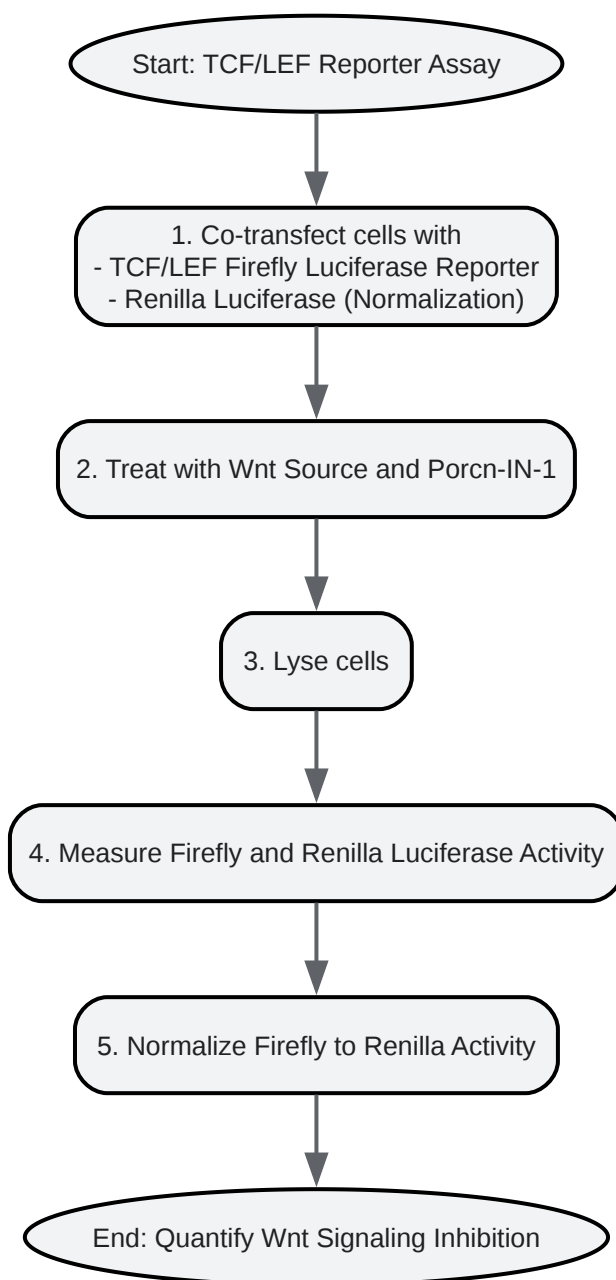 Start: TCF/LEF Reporter Assay
1. Co-transfect cells with
- TCF/LEF Firefly Luciferase Reporter
- Renilla Luciferase (Normalization)
2. Treat with Wnt Source and Porcn-IN-1
3. Lyse cells
4. Measure Firefly and Renilla Luciferase Activity
5. Normalize Firefly to Renilla Activity
End: Quantify Wnt Signaling Inhibition